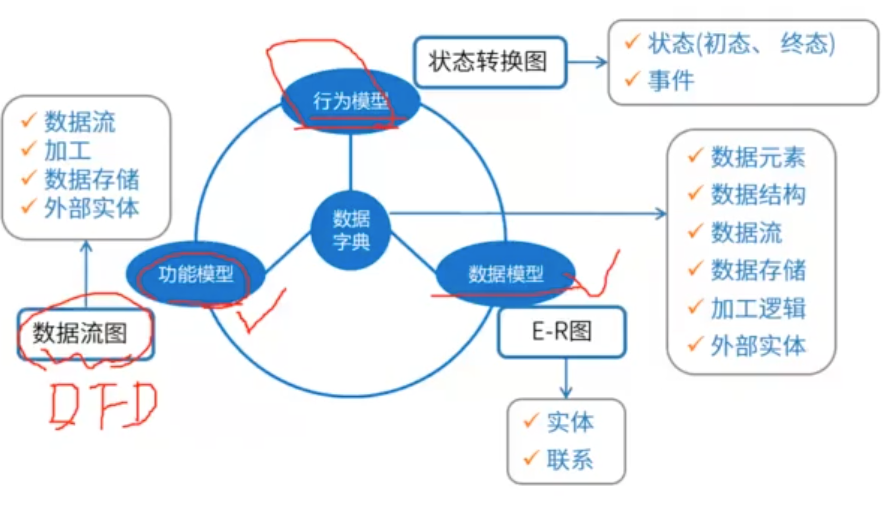 状态转换图
状态(初态、 终态)
事件
行为模型
数据流
加工
数据存储
外部实体
数据
字典
数据元素
数据结构
数据流
数据存储
加工逻辑
外部实体
功能模型
数据模型
数据流图
E-R图
DFD
实体
联系